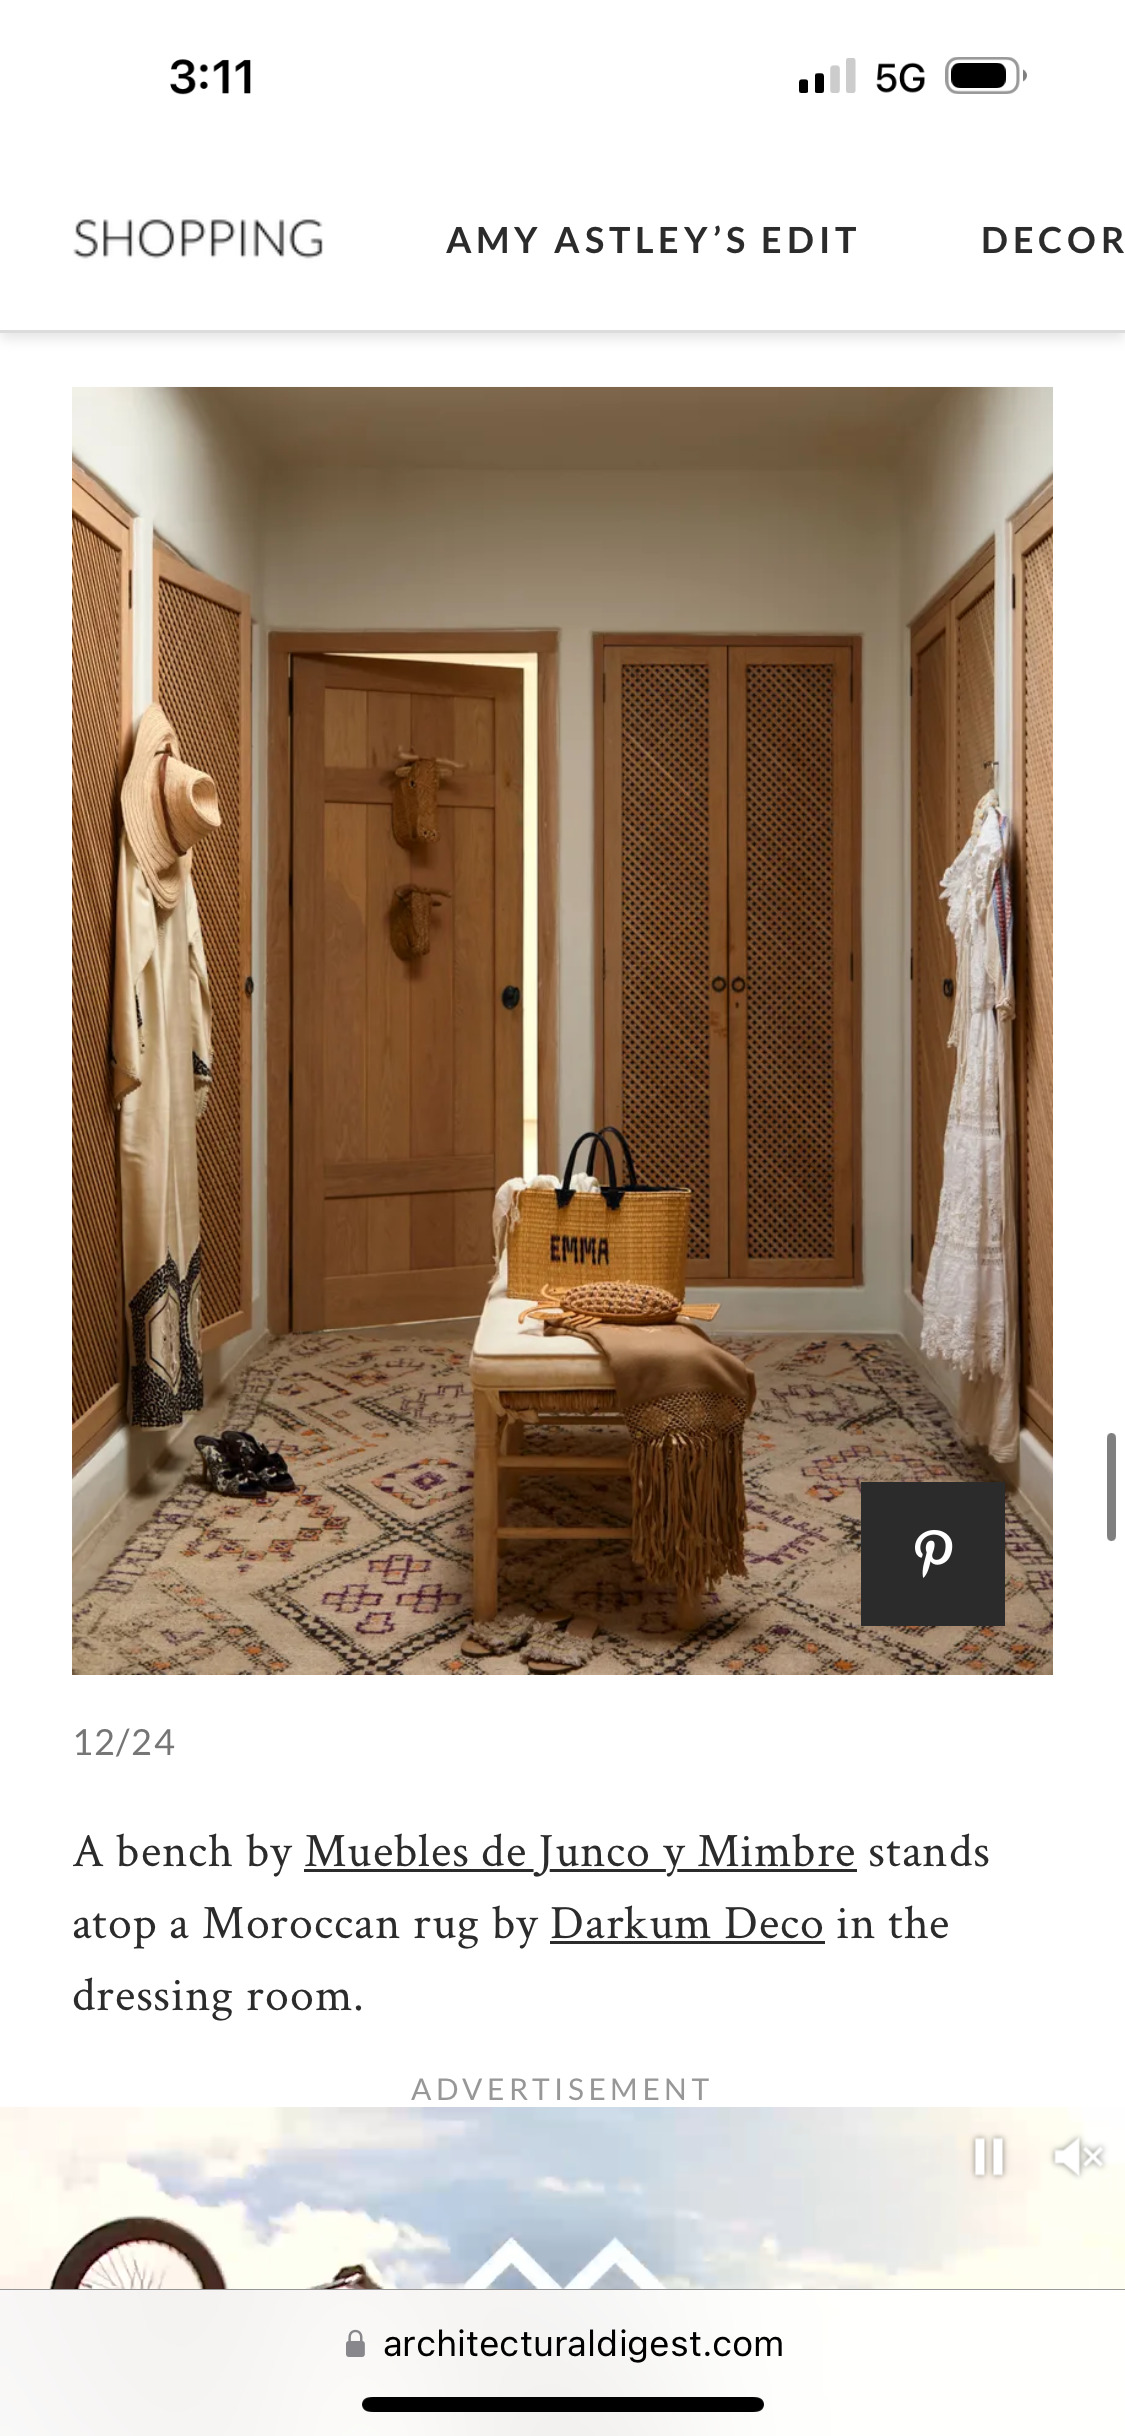 3:11
5G
SHOPPING
AMY ASTLEY’S EDIT
DECOR
EMMA
12/24
A bench by Muebles de Junco y Mimbre stands
atop a Moroccan rug by Darkum Deco in the
dressing room.
ADVERTISEMENT
architecturaldigest.com